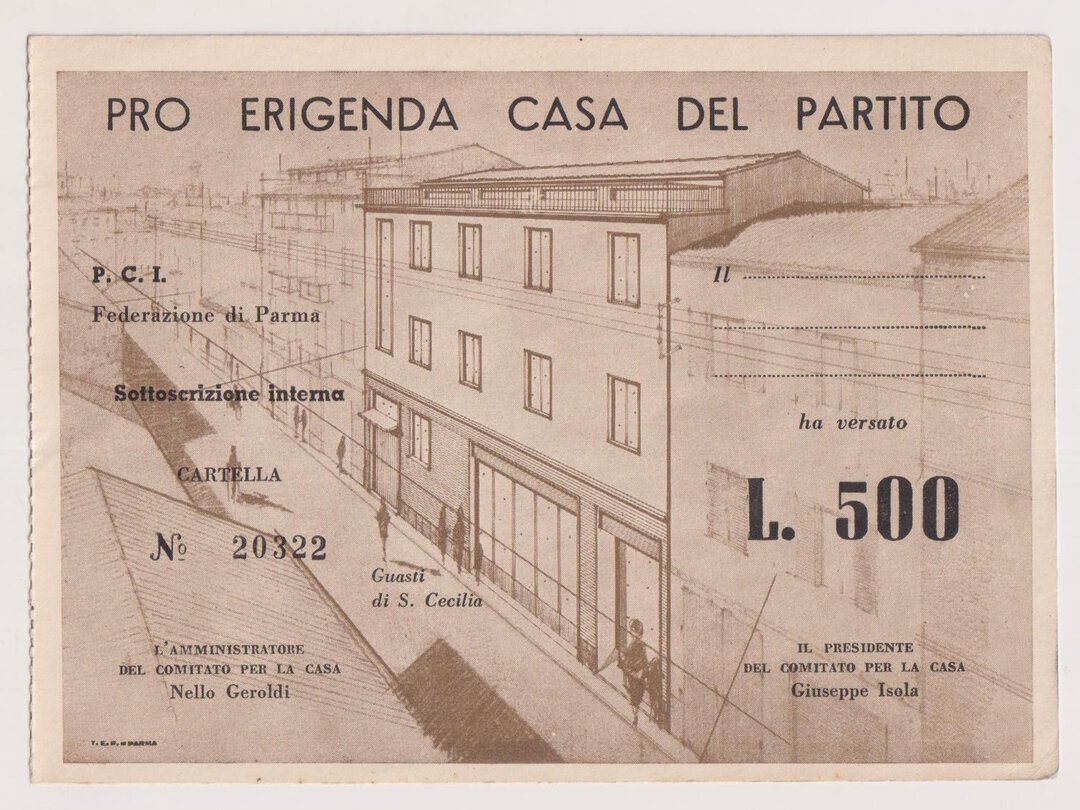 PRO ERIGENDA CASA DEL PARTITO
P. C. I.
Federazione di Parma
Sottoscrizione interna
CARTELLA
Nº 20322
Guasti
di S. Cecilia
L'AMMINISTRATORE
DEL COMITATO PER LA CASA
Nello Geroldi
T. E. P. - PARMA
Il
ha versato
L. 500
IL PRESIDENTE
DEL COMITATO PER LA CASA
Giuseppe Isola